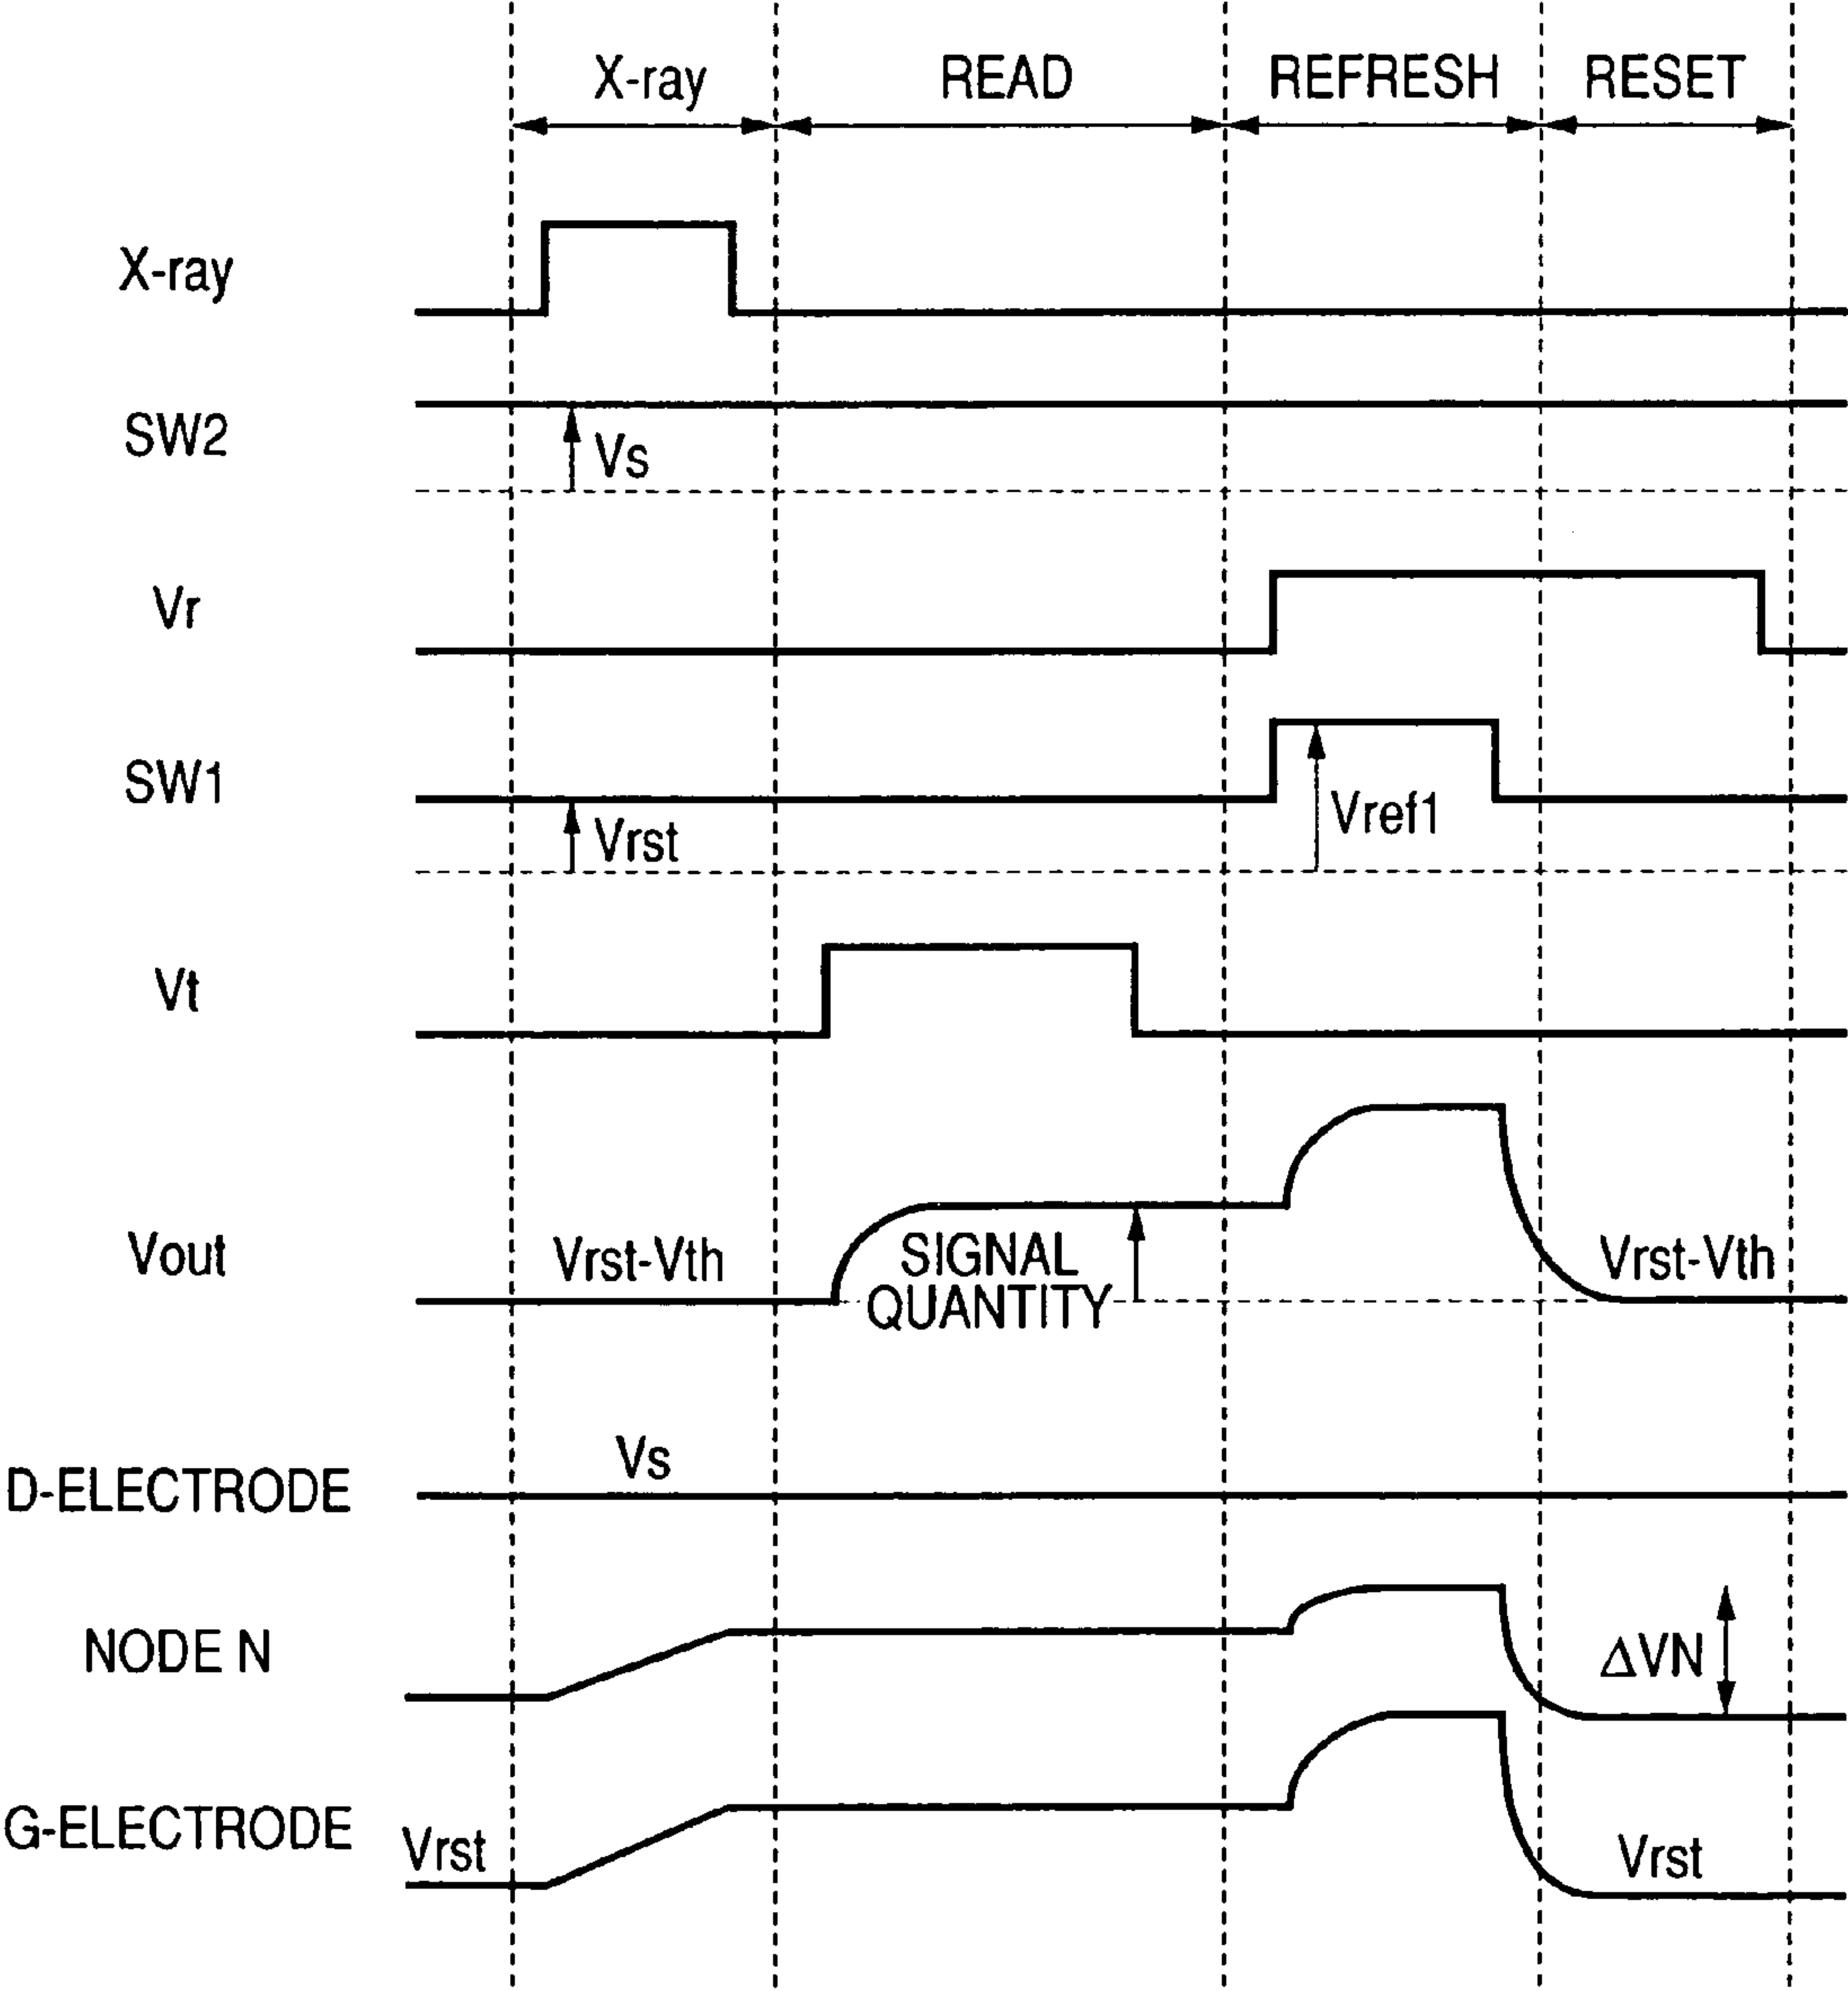 X-ray READ REFRESH RESET
X-ray
SW2
Vs
Vr
SW1
Vrst
Vref1
Vt
Vout
Vrst-Vth
SIGNAL
QUANTITY
Vrst-Vth
D-ELECTRODE
Vs
NODE N
ΔVN
G-ELECTRODE
Vrst
Vrst